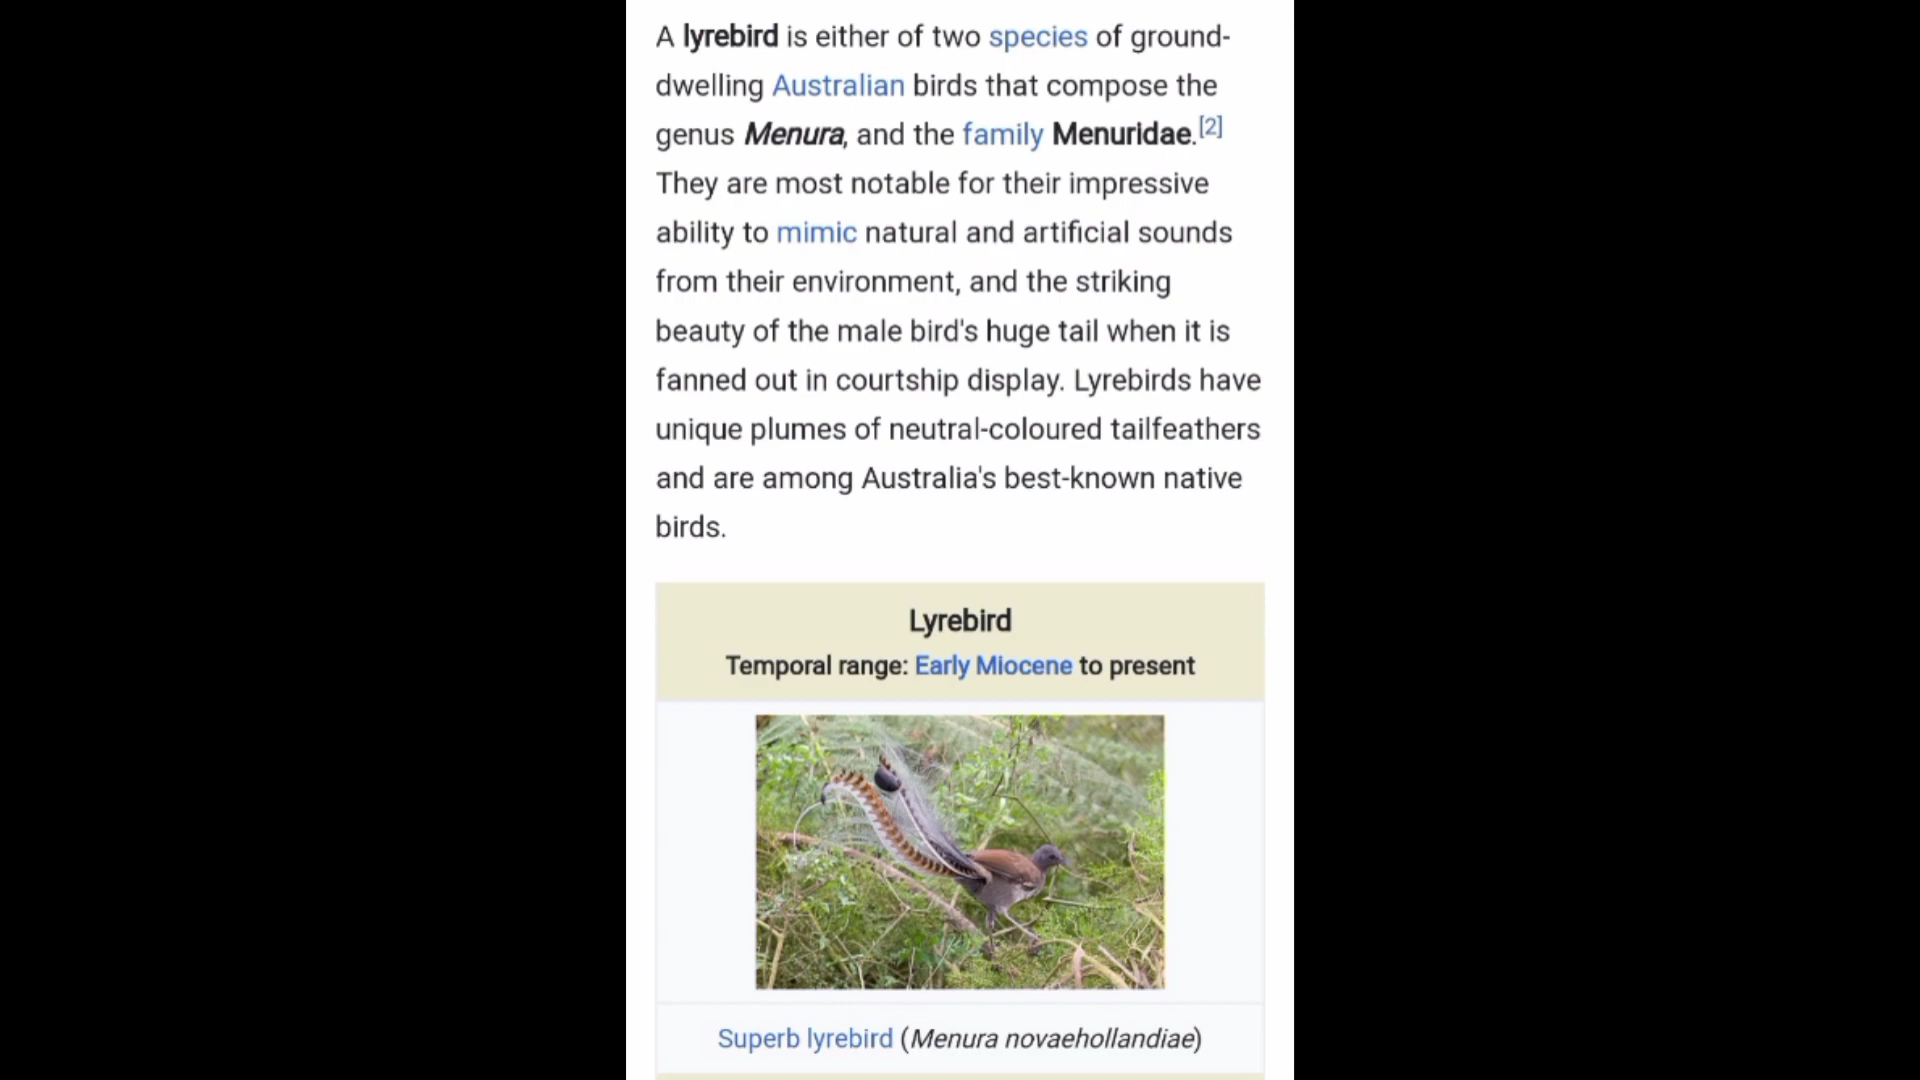 A lyrebird is either of two species of ground-
dwelling Australian birds that compose the
genus Menura, and the family Menuridae.[2]
They are most notable for their impressive
ability to mimic natural and artificial sounds
from their environment, and the striking
beauty of the male bird's huge tail when it is
fanned out in courtship display. Lyrebirds have
unique plumes of neutral-coloured tailfeathers
and are among Australia's best-known native
birds.
Lyrebird
Temporal range: Early Miocene to present
Superb lyrebird (Menura novaehollandiae)